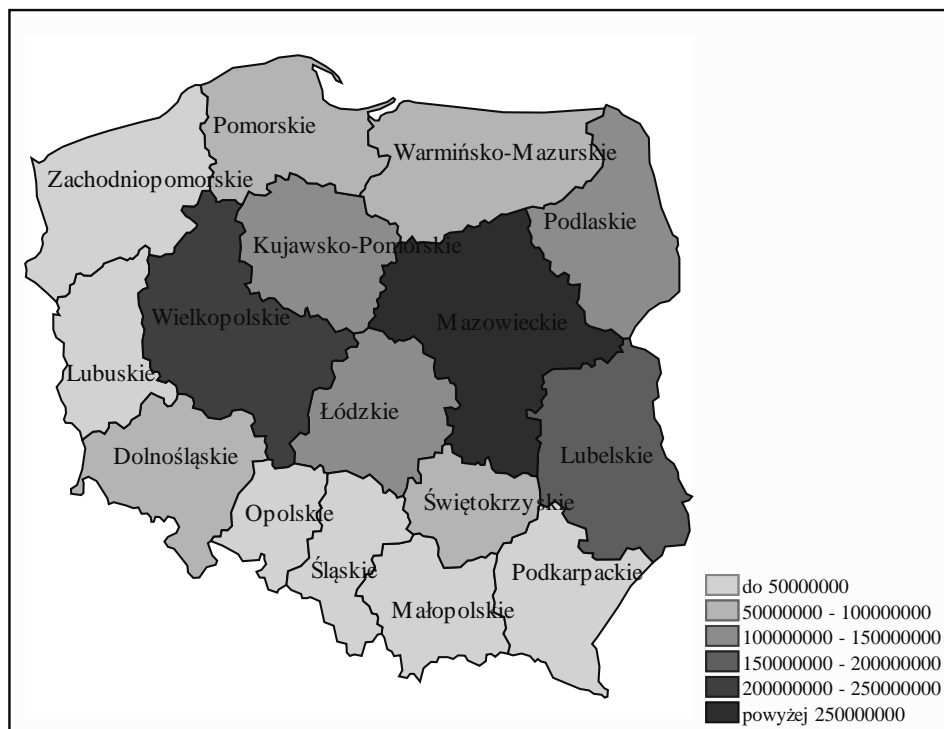 Pomorskie
Warmińsko-Mazurskie
Zachodniopomorskie
Podlaskie
Kujawsko-Pomorskie
Wielkopolskie
Mazowieckie
Lubuskie
Łódzkie
Dolnośląskie
Lubelskie
Świętokrzyskie
Opolskie
Śląskie
Podkarpackie
Małopolskie
do 50000000
50000000 - 100000000
100000000 - 150000000
150000000 - 200000000
200000000 - 250000000
powyżej 250000000